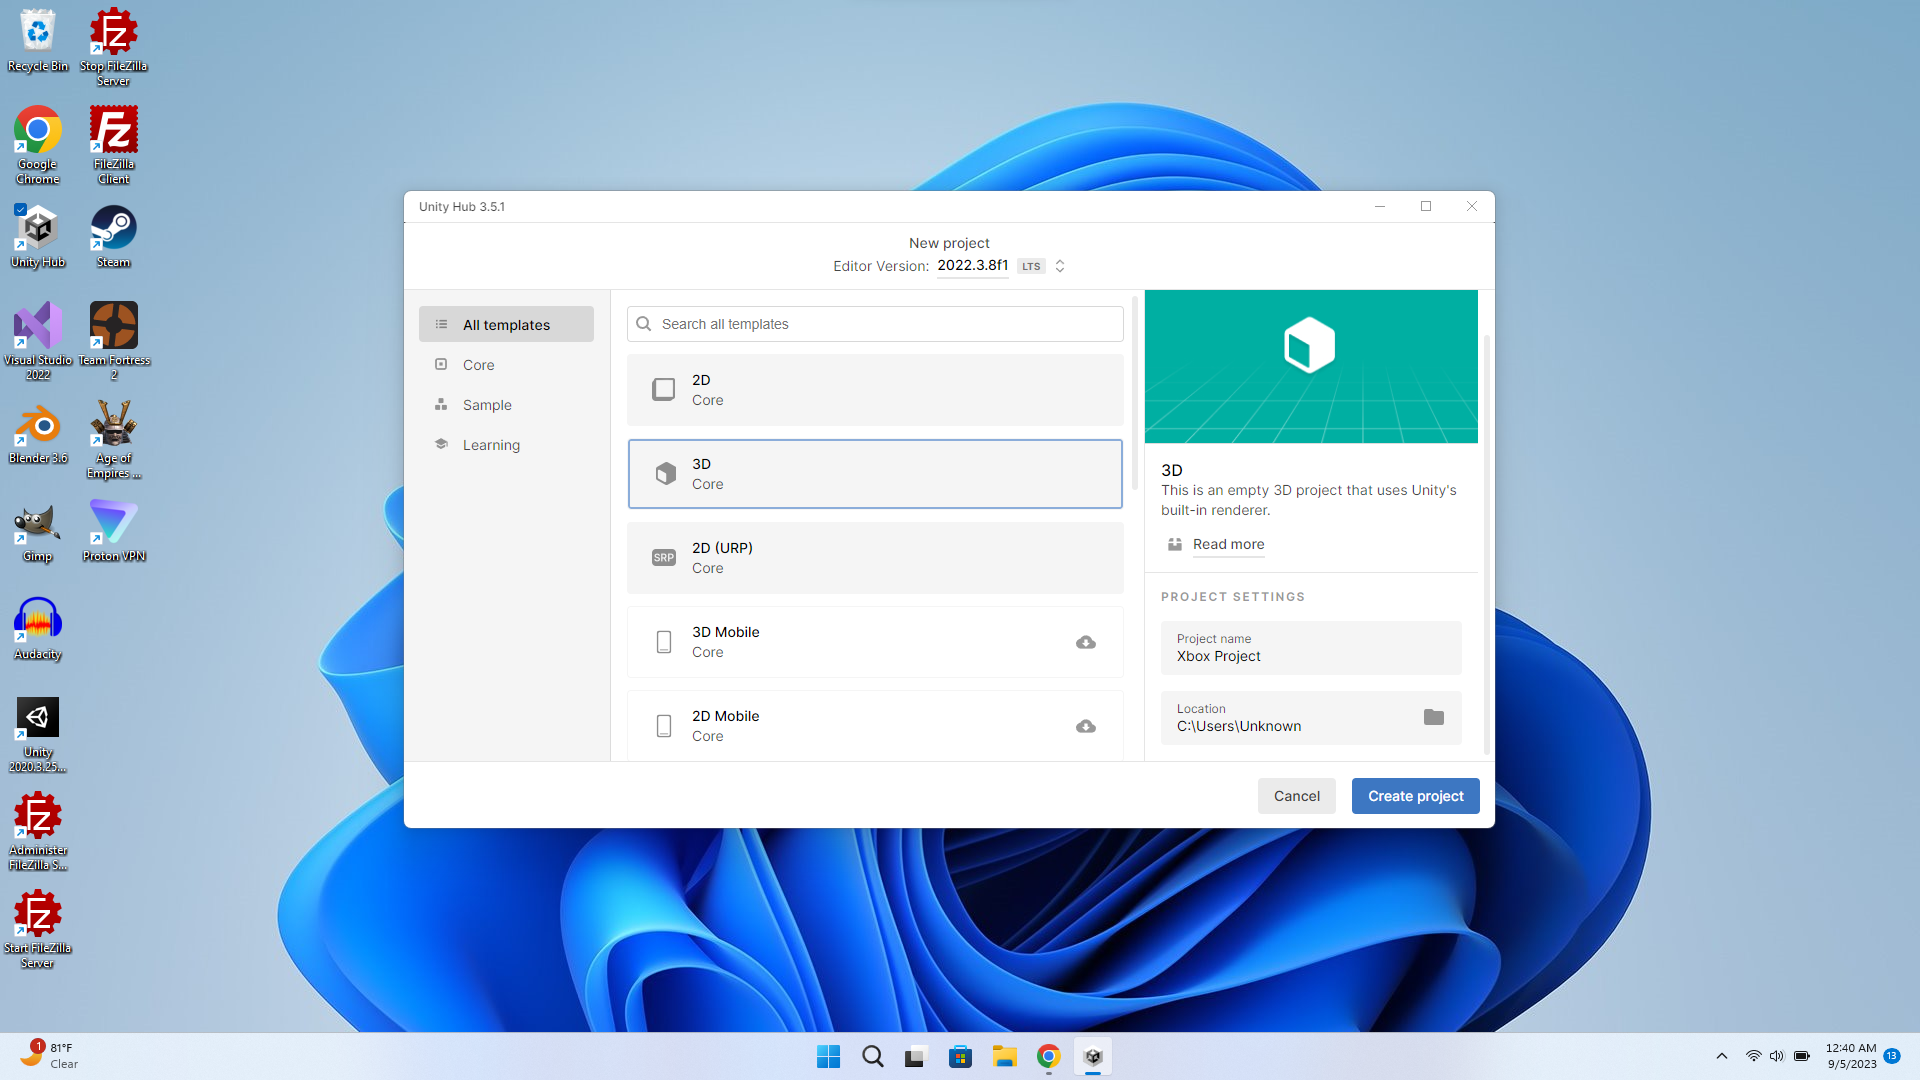 Recycle Bin
Stop FileZilla
Server
Google
Chrome
FileZilla
Client
Unity Hub
Steam
Visual Studio
2022
Team Fortress
2
Blender 3.6
Age of
Empires ...
Gimp
Proton VPN
Audacity
Unity
2020.3.25...
Administer
FileZilla S...
Start FileZilla
Server
Unity Hub 3.5.1
New project
Editor Version: 2022.3.8f1 LTS
All templates
Core
Sample
Learning
Search all templates
2D
Core
3D
Core
SRP
2D (URP)
Core
3D Mobile
Core
2D Mobile
Core
3D
This is an empty 3D project that uses Unity's
built-in renderer.
Read more
PROJECT SETTINGS
Project name
Xbox Project
Location
C:\Users\Unknown
Cancel
Create project
1
81°F
Clear
12:40 AM
9/5/2023
13